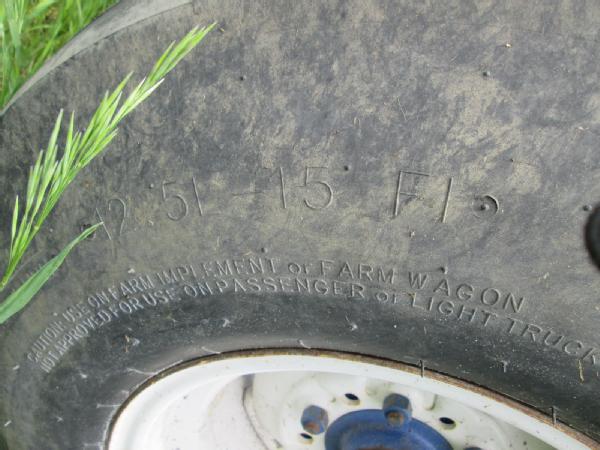 12.5L-15 FI
CAUTION: USE ON FARM IMPLEMENT or FARM WAGON
NOT APPROVED FOR USE ON PASSENGER or LIGHT TRUCK